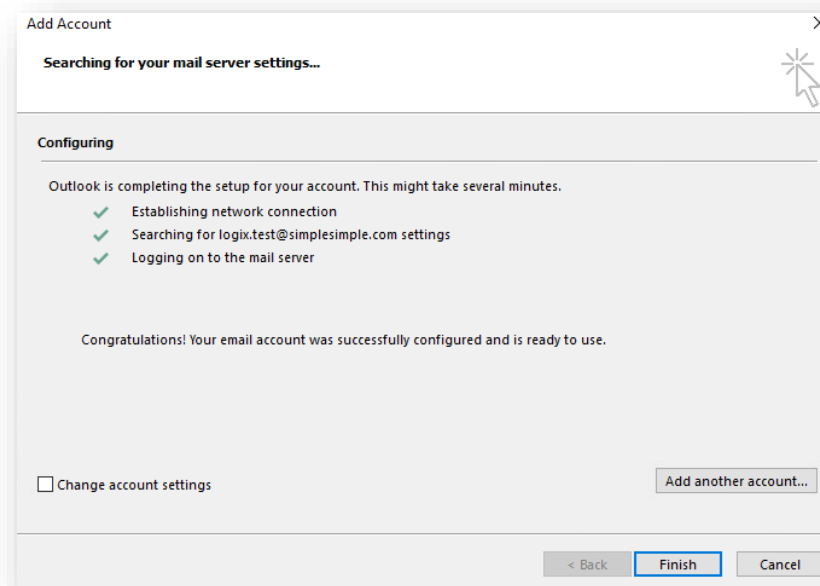 Add Account
Searching for your mail server settings...
Configuring
Outlook is completing the setup for your account. This might take several minutes.
Establishing network connection
Searching for logix.test@simplesimple.com settings
Logging on to the mail server
Congratulations! Your email account was successfully configured and is ready to use.
Change account settings
Add another account...
< Back
Finish
Cancel